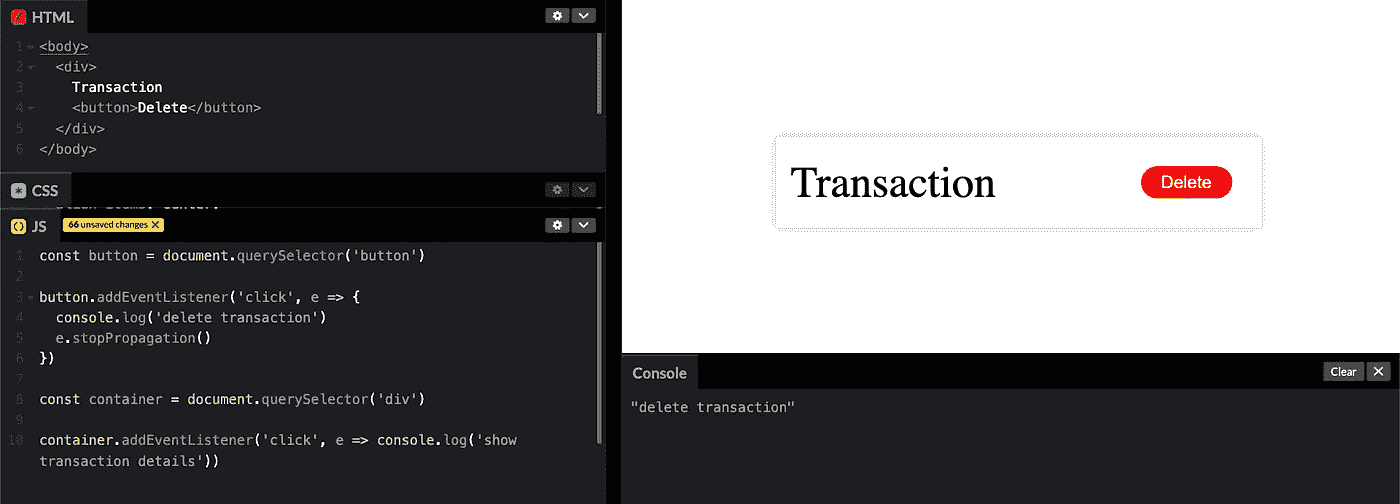 HTML
1 <body>
2 <div>
3 Transaction
4 <button>Delete</button>
5 </div>
6 </body>
CSS
JS 66 unsaved changes X
1 const button = document.querySelector('button')
2
3 button.addEventListener('click', e => {
4 console.log('delete transaction')
5 e.stopPropagation()
6 })
7
8 const container = document.querySelector('div')
9
10 container.addEventListener('click', e => console.log('show
transaction details'))
Transaction Delete
Console Clear X
"delete transaction"